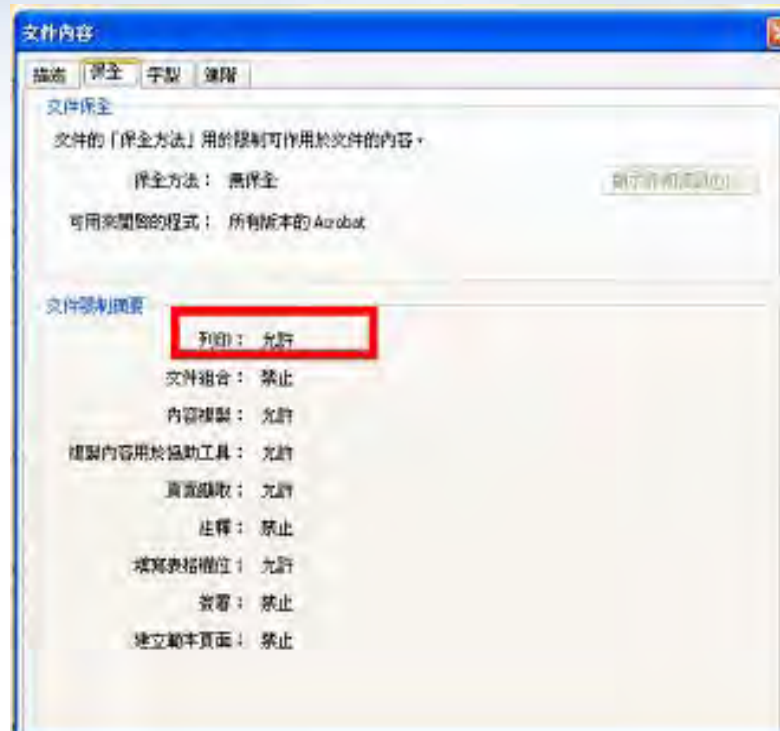 文件內容
描述 保全 字型 進階
文件保全
文件的「保全方法」用於限制可作用於文件的內容。
保全方法： 無保全
可用來開啟的程式： 所有版本的 Acrobat
文件限制摘要
列印： 允許
文件組合： 禁止
內容複製： 允許
複製內容用於協助工具： 允許
頁面擷取： 允許
注釋： 禁止
填寫表格欄位： 允許
簽署： 禁止
建立範本頁面： 禁止